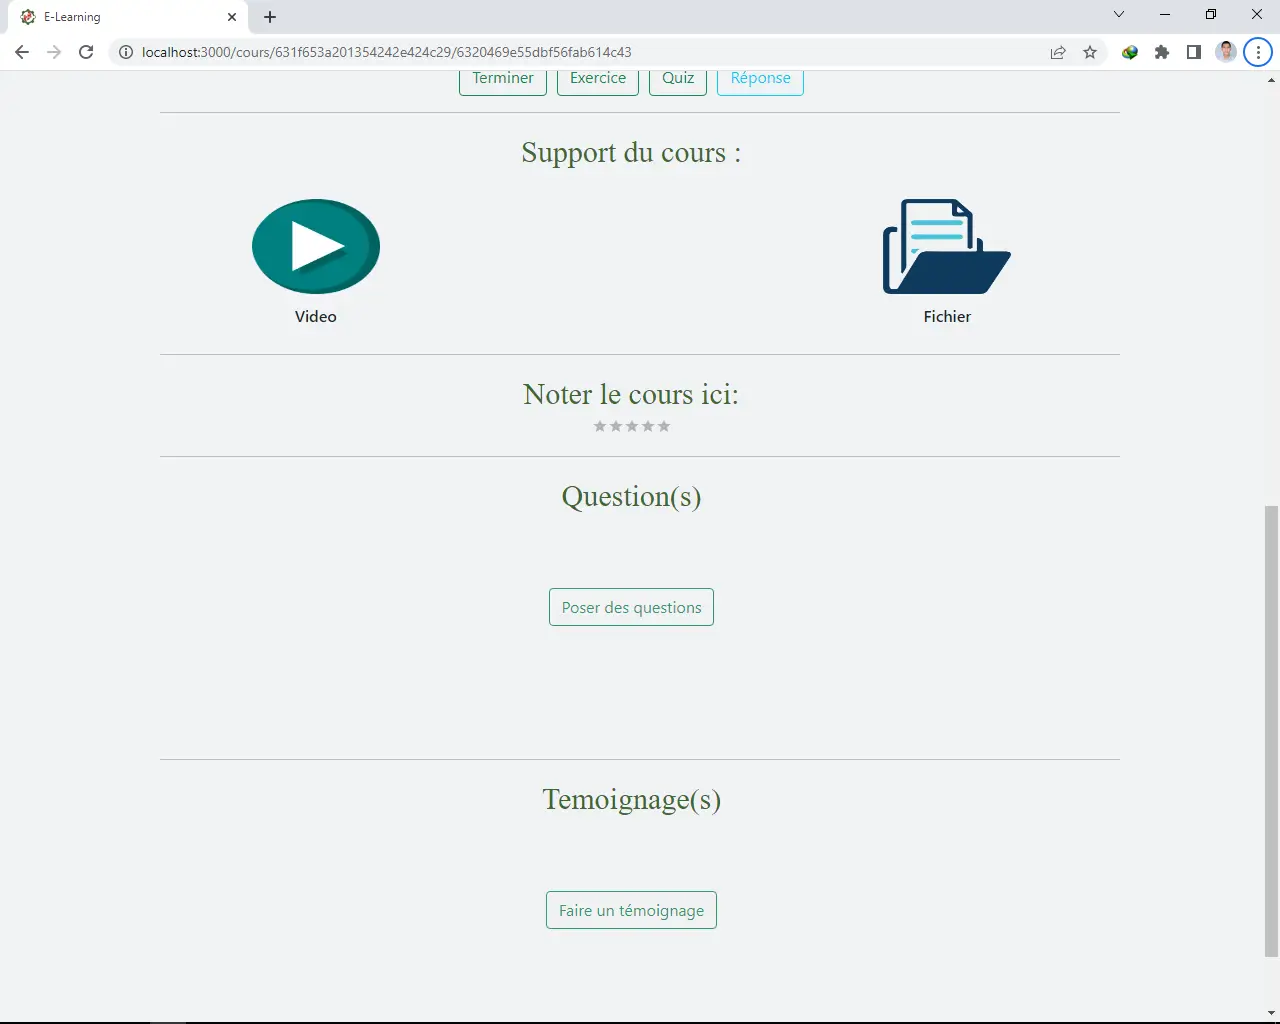 E-Learning
localhost:3000/cours/631f653a201354242e424c29/6320469e55dbf56fab614c43
Terminer Exercice Quiz Réponse
Support du cours :
Video Fichier
Noter le cours ici:
Question(s)
Poser des questions
Temoignage(s)
Faire un témoignage